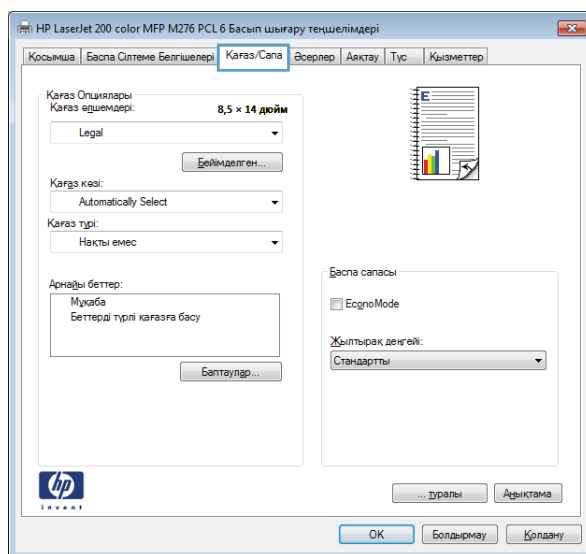 HP LaserJet 200 color MFP M276 PCL 6 Басып шығару теңшелімдері
Қосымша Баспа Сілтеме Белгішелері Қағаз/Сапа Әсерлер Аяқтау Түс Қызметтер
Қағаз Опциялары
Қағаз өлшемдері: 8,5 × 14 дюйм
Legal
Бейімделген...
Қағаз көзі:
Automatically Select
Қағаз түрі:
Нақты емес
Арнайы беттер:
Мұқаба
Беттерді түрлі қағазға басу
Баптаулар...
E
Баспа сапасы
EconoMode
Жылтырақ деңгейі:
Стандартты
hp
invent
... туралы Анықтама
OK Болдырмау Қолдану